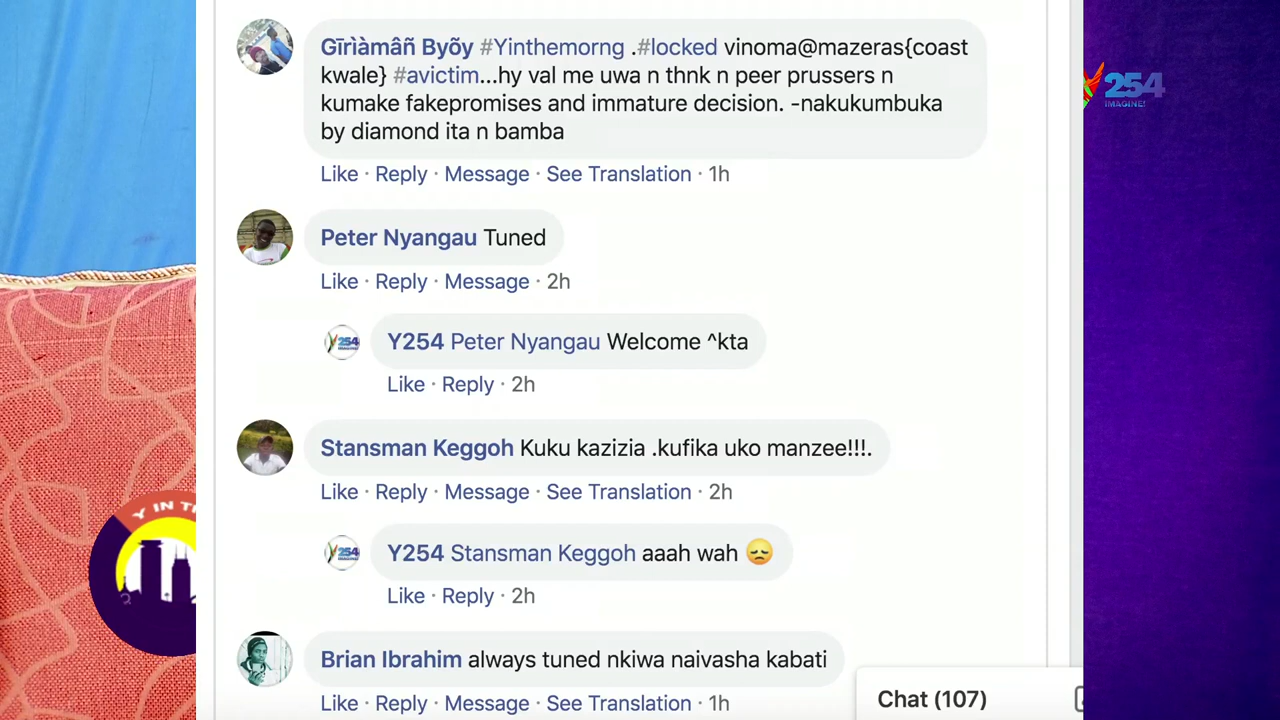 Gīrìàmâñ Byõy #Yinthemorng .#locked vinoma@mazeras{coast
kwale} #avictim...hy val me uwa n thnk n peer prussers n
kumake fakepromises and immature decision. -nakukumbuka
by diamond ita n bamba
Like · Reply · Message · See Translation · 1h
254
IMAGINE!
Peter Nyangau Tuned
Like · Reply · Message · 2h
Y254 Peter Nyangau Welcome ^kta
Like · Reply · 2h
Stansman Keggoh Kuku kazizia .kufika uko manzee!!!.
Like · Reply · Message · See Translation · 2h
Y254 Stansman Keggoh aaah wah 😞
Like · Reply · 2h
Y IN TH
Brian Ibrahim always tuned nkiwa naivasha kabati
Like · Reply · Message · See Translation · 1h
Chat (107)